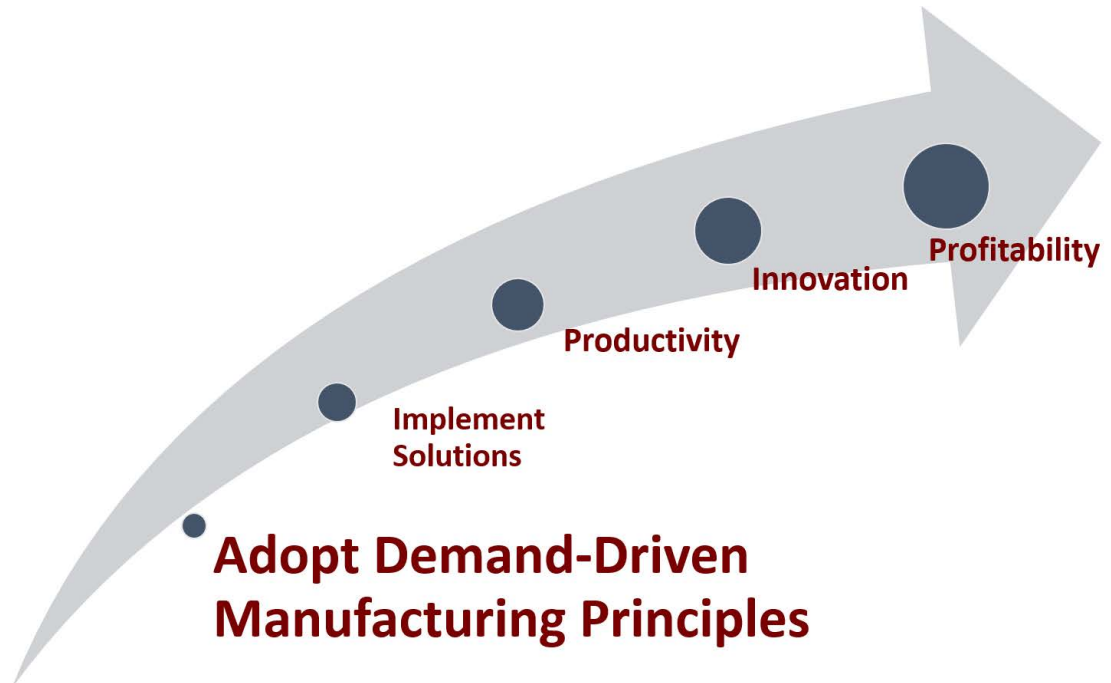 Profitability
Innovation
Productivity
Implement
Solutions
Adopt Demand-Driven
Manufacturing Principles